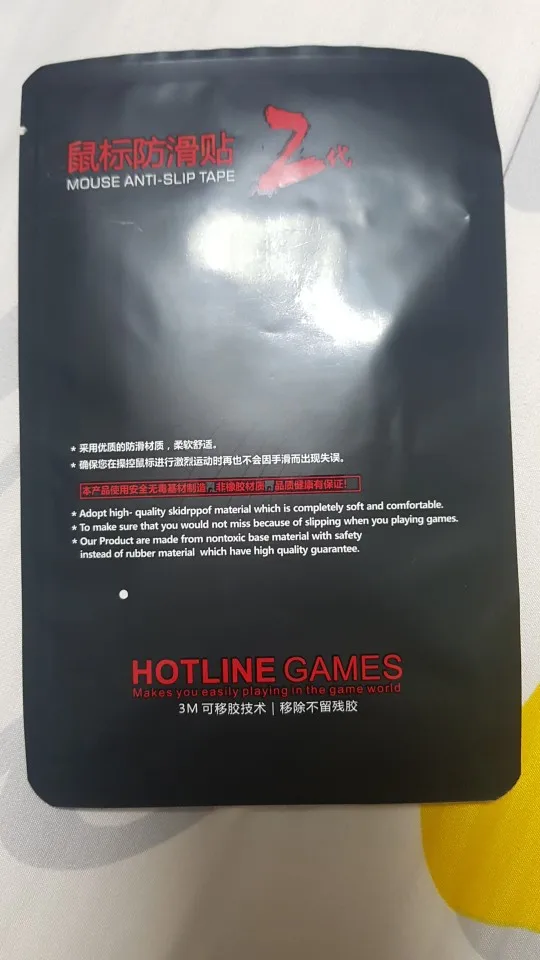 鼠标防滑贴 2代
MOUSE ANTI-SLIP TAPE
* 采用优质的防滑材质，柔软舒适。
* 确保您在操控鼠标进行激烈运动时再也不会因手滑而出现失误。
本产品使用安全无毒基材制造，非橡胶材质，品质健康有保证!
* Adopt high- quality skidrppof material which is completely soft and comfortable.
* To make sure that you would not miss because of slipping when you playing games.
* Our Product are made from nontoxic base material with safety
instead of rubber material which have high quality guarantee.
HOTLINE GAMES
Makes you easily playing in the game world
3M 可移胶技术 | 移除不留残胶